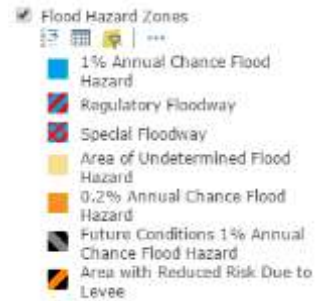 Flood Hazard Zones
1% Annual Chance Flood
Hazard
Regulatory Floodway
Special Floodway
Area of Undetermined Flood
Hazard
0.2% Annual Chance Flood
Hazard
Future Conditions 1% Annual
Chance Flood Hazard
Area with Reduced Risk Due to
Levee